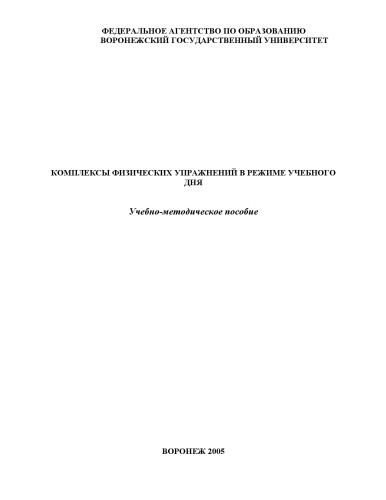 ФЕДЕРАЛЬНОЕ АГЕНТСТВО ПО ОБРАЗОВАНИЮ
ВОРОНЕЖСКИЙ ГОСУДАРСТВЕННЫЙ УНИВЕРСИТЕТ
КОМПЛЕКСЫ ФИЗИЧЕСКИХ УПРАЖНЕНИЙ В РЕЖИМЕ УЧЕБНОГО
ДНЯ
Учебно-методическое пособие
ВОРОНЕЖ 2005